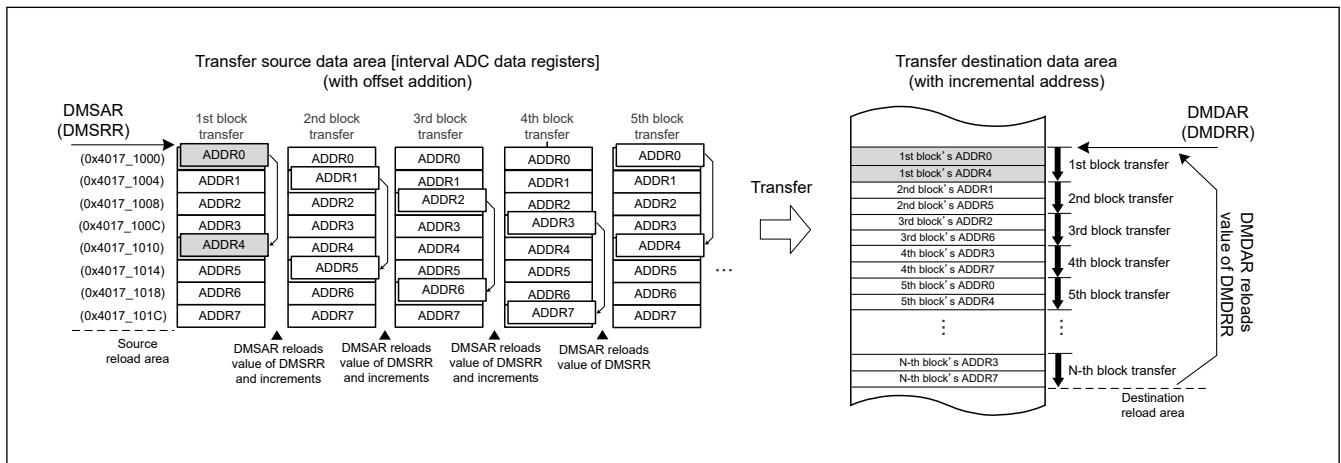 Transfer source data area [interval ADC data registers]
(with offset addition)
DMSAR
(DMSRR)
1st block
transfer
2nd block
transfer
3rd block
transfer
4th block
transfer
5th block
transfer
(0x4017_1000)
(0x4017_1004)
(0x4017_1008)
(0x4017_100C)
(0x4017_1010)
(0x4017_1014)
(0x4017_1018)
(0x4017_101C)
Source
reload area
ADDR0
ADDR1
ADDR2
ADDR3
ADDR4
ADDR5
ADDR6
ADDR7
ADDR0
ADDR1
ADDR2
ADDR3
ADDR4
ADDR5
ADDR6
ADDR7
ADDR0
ADDR1
ADDR2
ADDR3
ADDR4
ADDR5
ADDR6
ADDR7
ADDR0
ADDR1
ADDR2
ADDR3
ADDR4
ADDR5
ADDR6
ADDR7
ADDR0
ADDR1
ADDR2
ADDR3
ADDR4
ADDR5
ADDR6
ADDR7
...
DMSAR reloads
value of DMSRR
and increments
DMSAR reloads
value of DMSRR
and increments
DMSAR reloads
value of DMSRR
and increments
DMSAR reloads
value of DMSRR
Transfer
Transfer destination data area
(with incremental address)
DMDAR
(DMDRR)
1st block's ADDR0
1st block's ADDR4
2nd block's ADDR1
2nd block's ADDR5
3rd block's ADDR2
3rd block's ADDR6
4th block's ADDR3
4th block's ADDR7
5th block's ADDR0
5th block's ADDR4
⋮
N-th block's ADDR3
N-th block's ADDR7
1st block transfer
2nd block transfer
3rd block transfer
4th block transfer
5th block transfer
⋮
N-th block transfer
Destination
reload area
DMDAR reloads
value of DMDRR